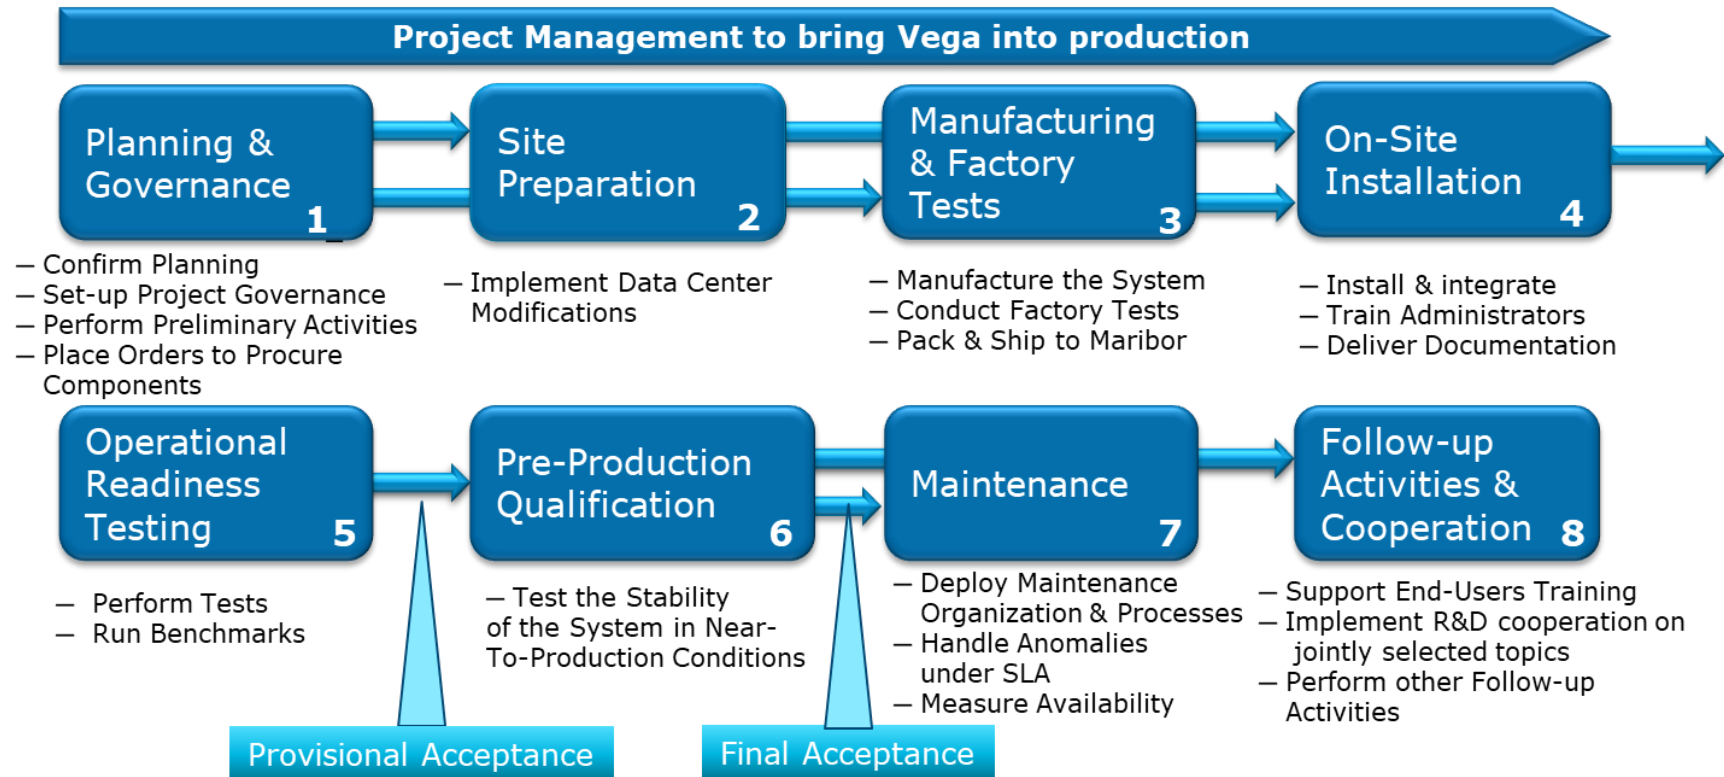 Project Management to bring Vega into production
Planning &
Governance
1
— Confirm Planning
— Set-up Project Governance
— Perform Preliminary Activities
— Place Orders to Procure
Components
Site
Preparation
2
— Implement Data Center
Modifications
Manufacturing
& Factory
Tests
3
— Manufacture the System
— Conduct Factory Tests
— Pack & Ship to Maribor
On-Site
Installation
4
— Install & integrate
— Train Administrators
— Deliver Documentation
Operational
Readiness
Testing
5
— Perform Tests
— Run Benchmarks
Provisional Acceptance
Pre-Production
Qualification
6
— Test the Stability
of the System in Near-
To-Production Conditions
Final Acceptance
Maintenance
7
— Deploy Maintenance
Organization & Processes
— Handle Anomalies
under SLA
— Measure Availability
Follow-up
Activities &
Cooperation
8
— Support End-Users Training
— Implement R&D cooperation on
jointly selected topics
— Perform other Follow-up
Activities